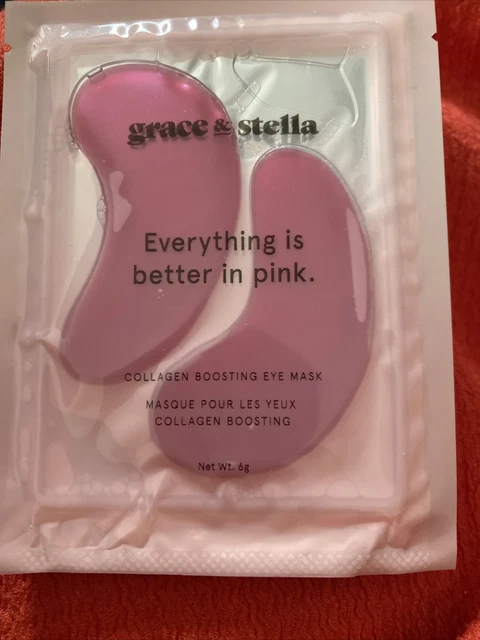 grace & stella
Everything is
better in pink.
COLLAGEN BOOSTING EYE MASK
MASQUE POUR LES YEUX
COLLAGEN BOOSTING
Net Wt. 6g